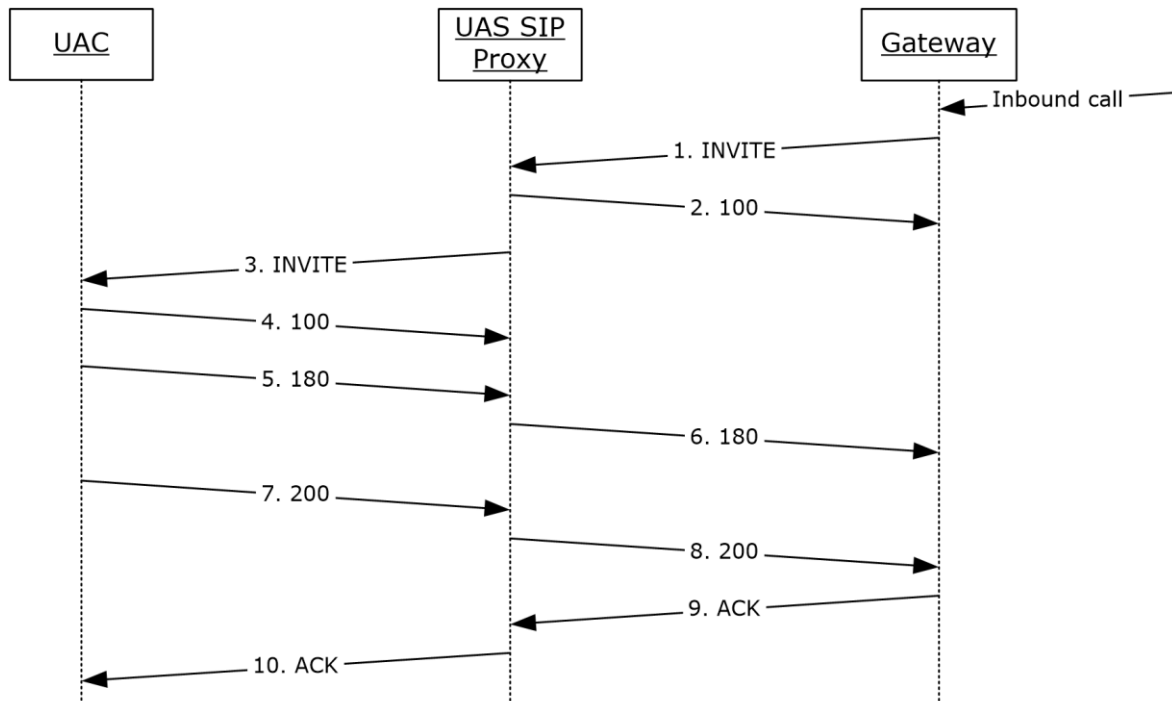 UAC
UAS SIP
Proxy
Gateway
Inbound call
1. INVITE
2. 100
3. INVITE
4. 100
5. 180
6. 180
7. 200
8. 200
9. ACK
10. ACK